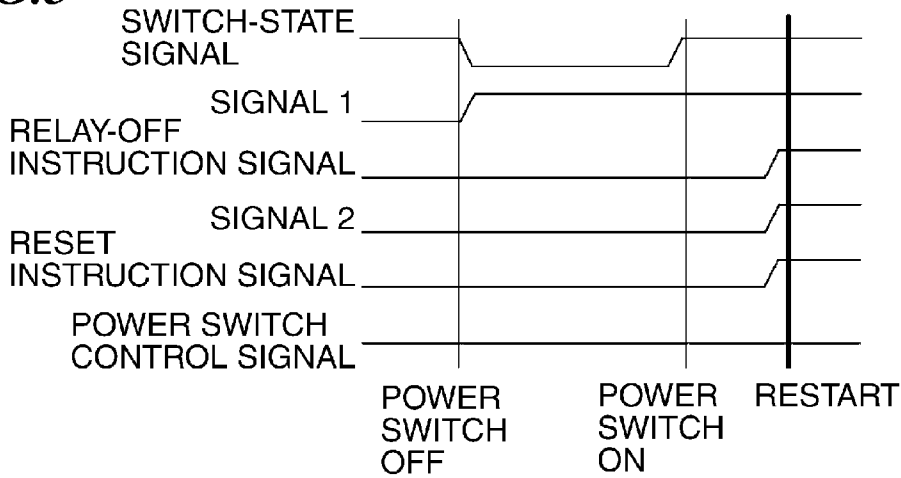 SWITCH-STATE
SIGNAL
SIGNAL 1
RELAY-OFF
INSTRUCTION SIGNAL
SIGNAL 2
RESET
INSTRUCTION SIGNAL
POWER SWITCH
CONTROL SIGNAL
POWER
SWITCH
OFF
POWER
SWITCH
ON
RESTART